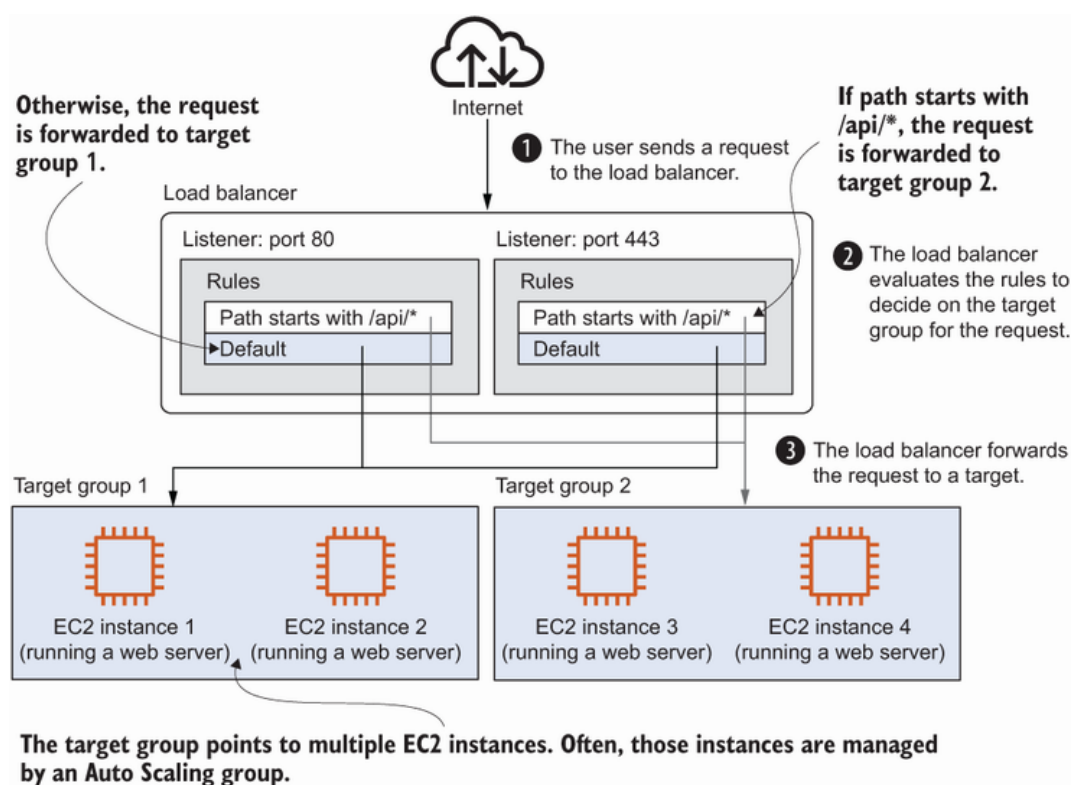 Internet
Otherwise, the request
is forwarded to target
group 1.
If path starts with
/api/*, the request
is forwarded to
target group 2.
1 The user sends a request
to the load balancer.
Load balancer
Listener: port 80
Rules
Path starts with /api/*
Default
Listener: port 443
Rules
Path starts with /api/*
Default
2 The load balancer
evaluates the rules to
decide on the target
group for the request.
3 The load balancer forwards
the request to a target.
Target group 1
EC2 instance 1
(running a web server)
EC2 instance 2
(running a web server)
Target group 2
EC2 instance 3
(running a web server)
EC2 instance 4
(running a web server)
The target group points to multiple EC2 instances. Often, those instances are managed
by an Auto Scaling group.